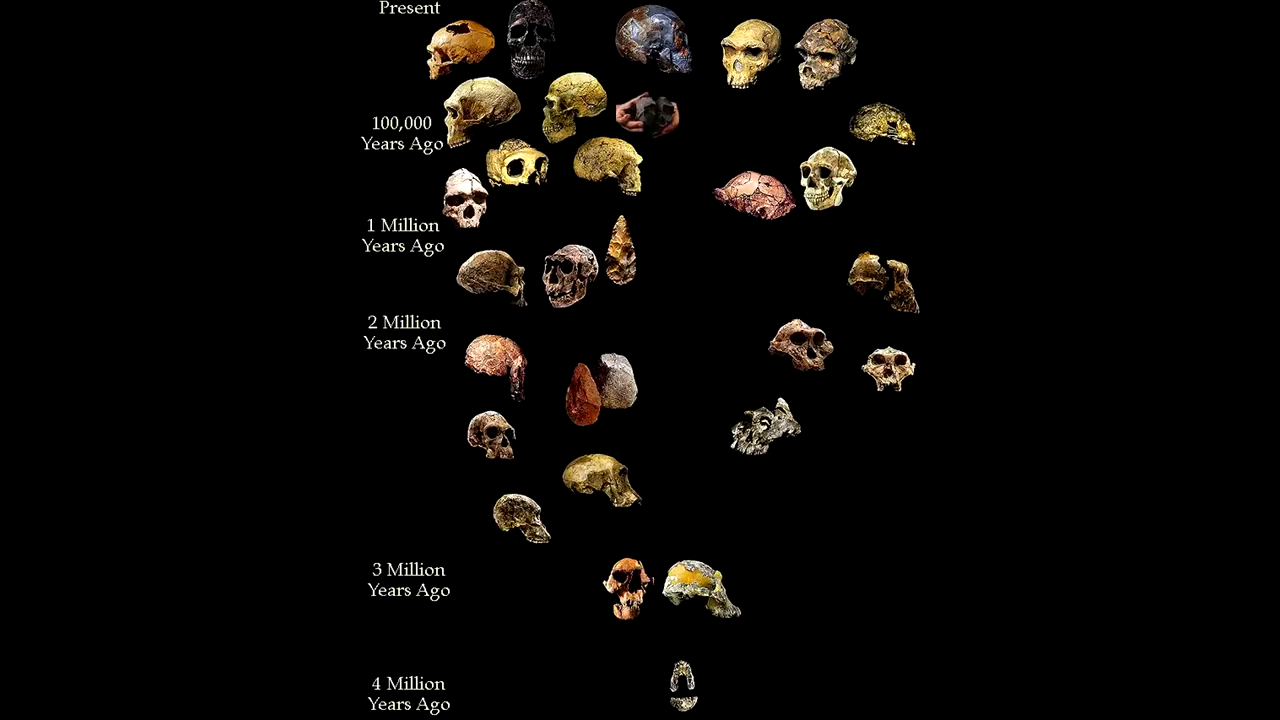 Present
100,000
Years Ago
1 Million
Years Ago
2 Million
Years Ago
3 Million
Years Ago
4 Million
Years Ago